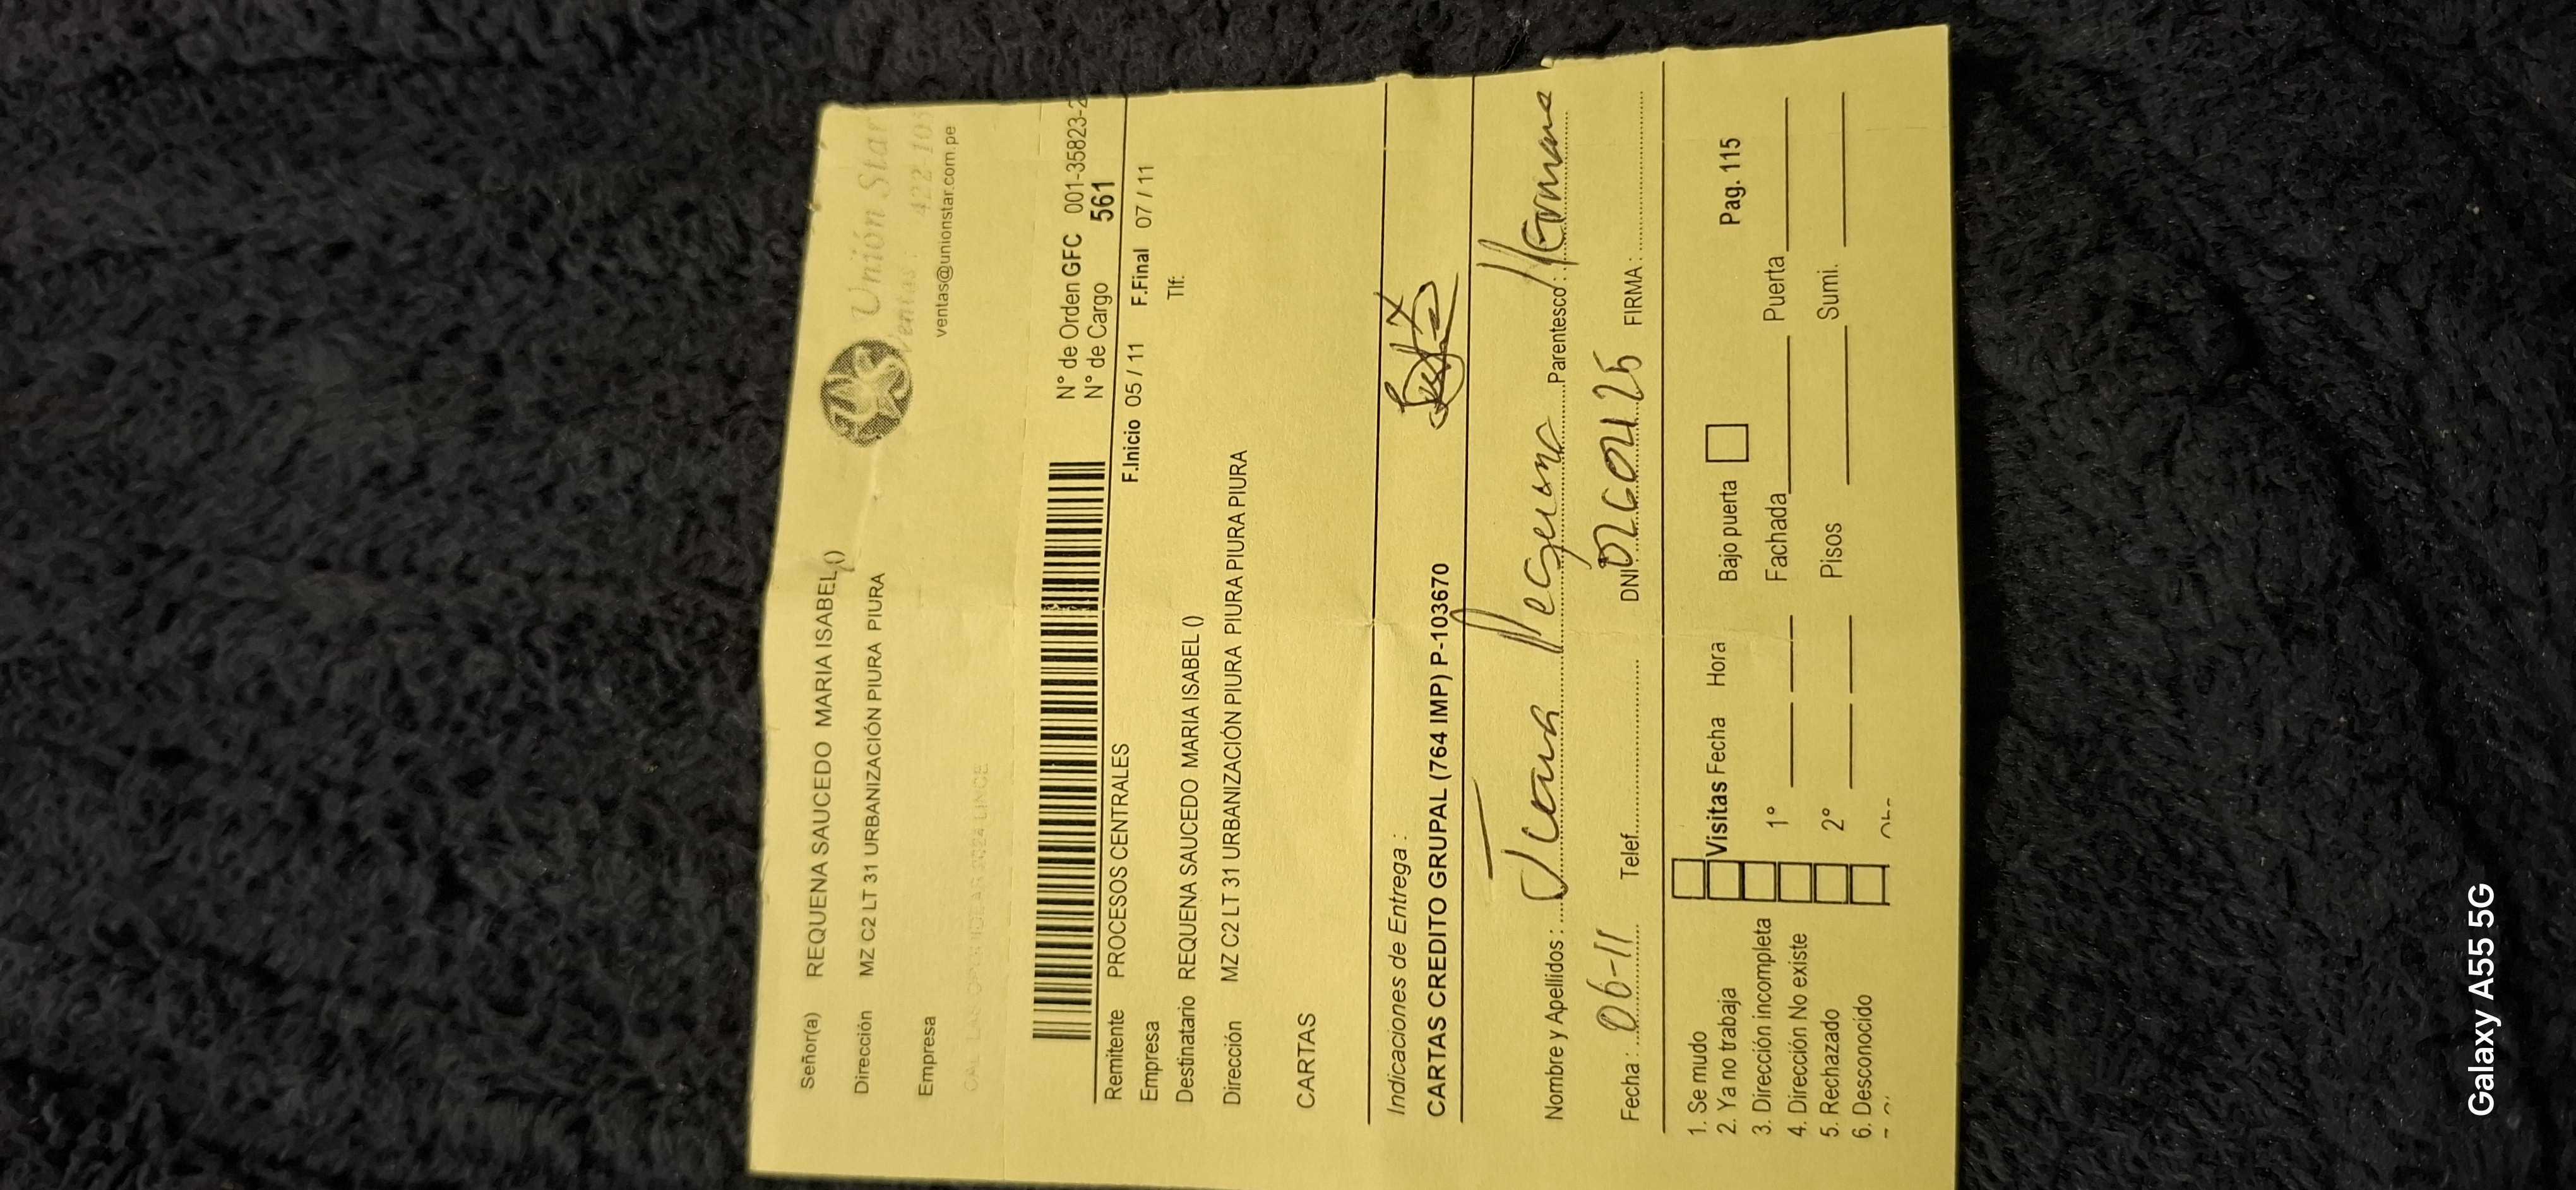 Señor(a) REQUENA SAUCEDO MARIA ISABEL ()
Unión Star
Dirección MZ C2 LT 31 URBANIZACIÓN PIURA PIURA
Ventas: 422-105
Empresa
ventas@unionstar.com.pe
N° de Orden GFC 001-35823-2
N° de Cargo 561
Remitente PROCESOS CENTRALES
F.Inicio 05 / 11 F.Final 07 / 11
Empresa
Tlf:
Destinatario REQUENA SAUCEDO MARIA ISABEL ()
Dirección MZ C2 LT 31 URBANIZACIÓN PIURA PIURA PIURA PIURA
CARTAS
Indicaciones de Entrega :
CARTAS CREDITO GRUPAL (764 IMP) P-103670
Nombre y Apellidos : Juana Requena Parentesco : Hermana
Fecha : 06-11 Telef. DNI 02602125 FIRMA :
1. Se mudo
2. Ya no trabaja Visitas Fecha Hora Bajo puerta Pag. 115
3. Dirección incompleta 1° Fachada Puerta
4. Dirección No existe
5. Rechazado 2° Pisos Sumi.
6. Desconocido
Galaxy A55 5G